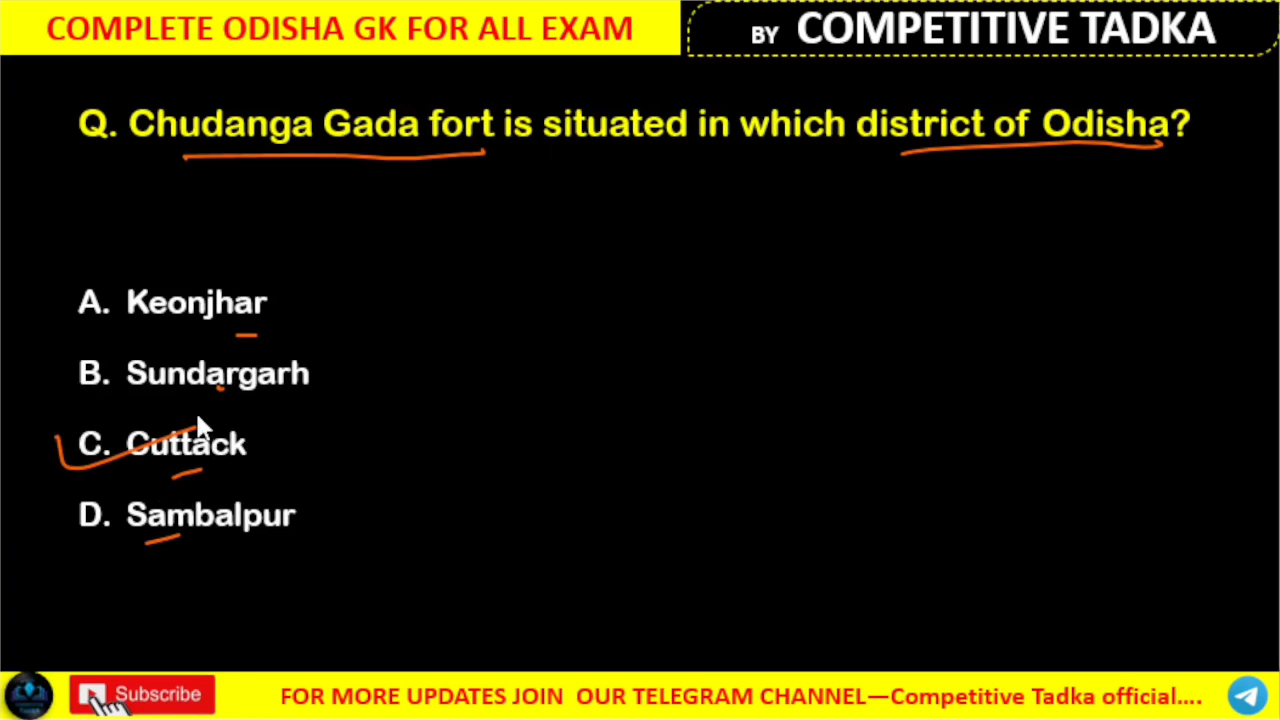 COMPLETE ODISHA GK FOR ALL EXAM
BY COMPETITIVE TADKA
Q. Chudanga Gada fort is situated in which district of Odisha?
A. Keonjhar
B. Sundargarh
C. Cuttack
D. Sambalpur
Subscribe
FOR MORE UPDATES JOIN OUR TELEGRAM CHANNEL—Competitive Tadka official....